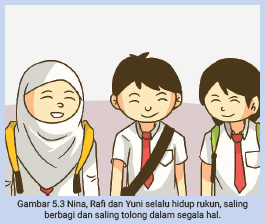 Gambar 5.3 Nina, Rafi dan Yuni selalu hidup rukun, saling
berbagi dan saling tolong dalam segala hal.